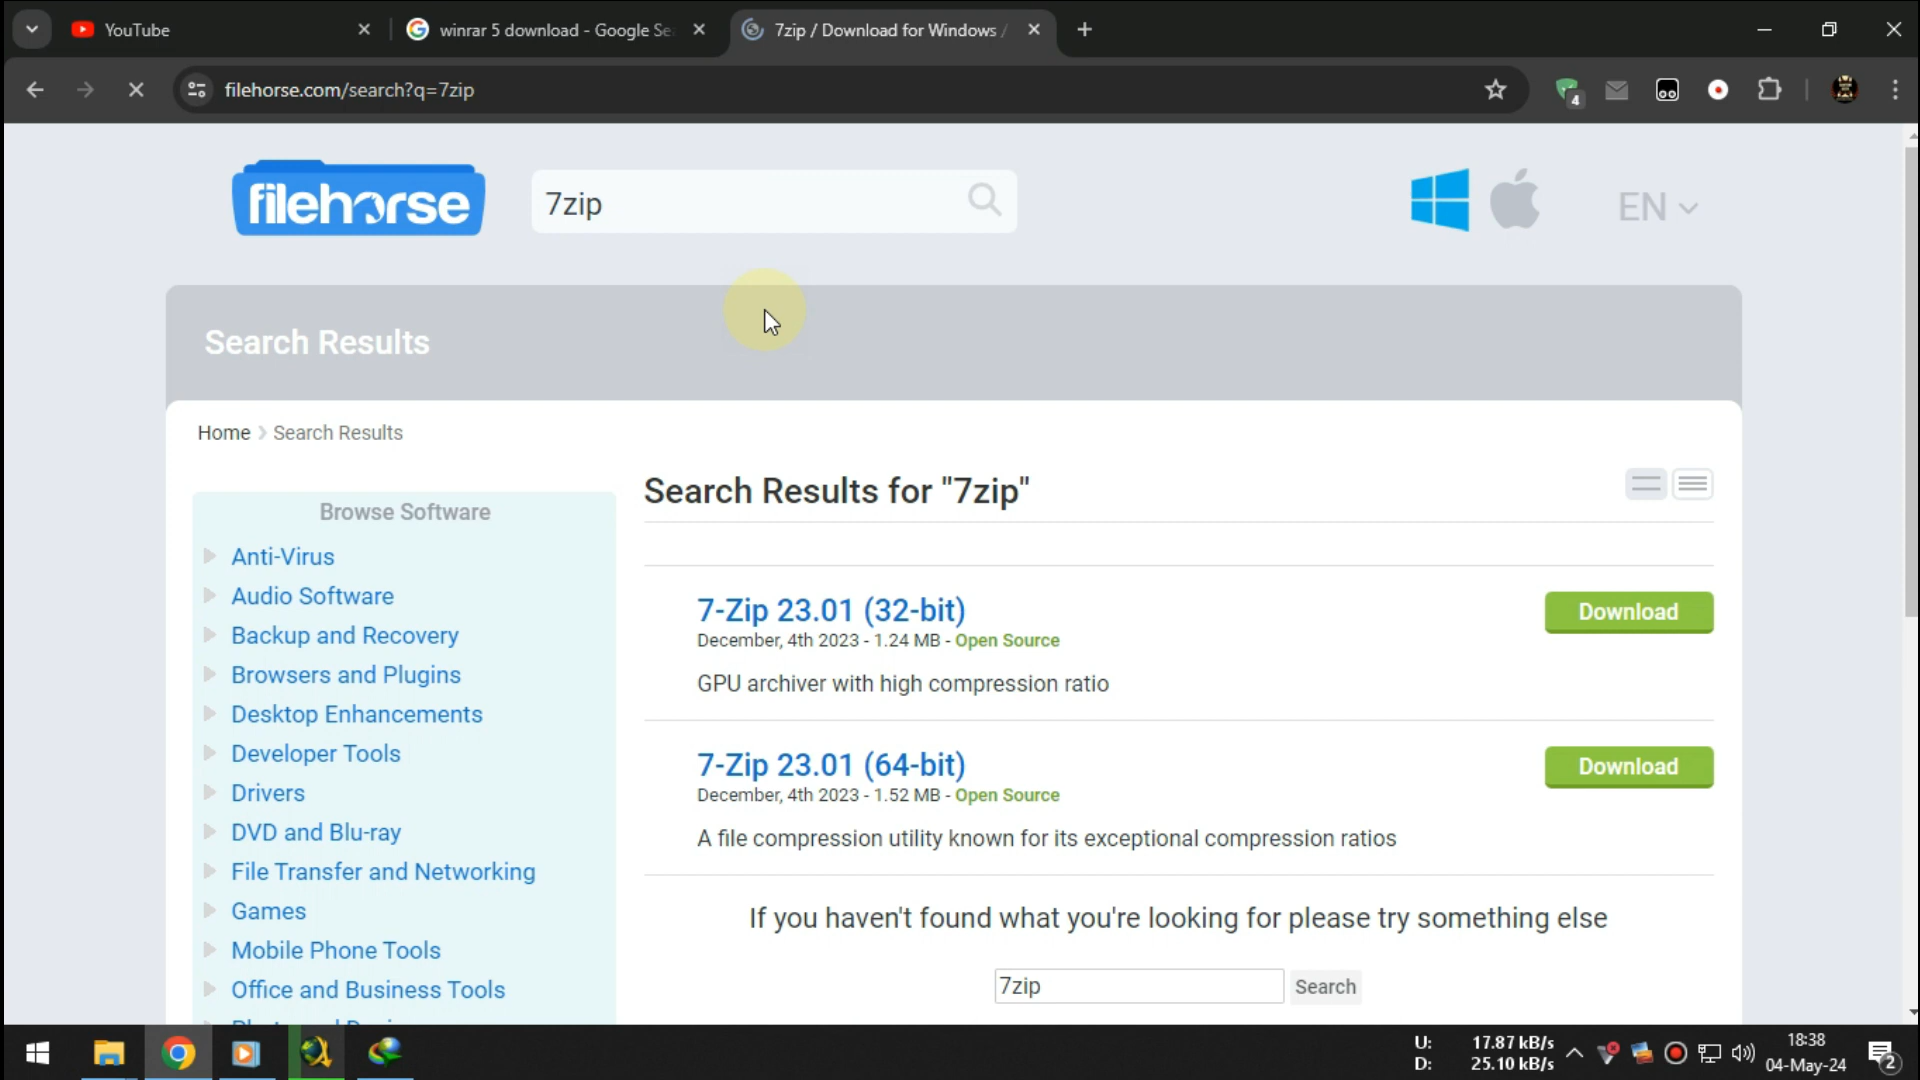 YouTube
winrar 5 download - Google Se
7zip / Download for Windows /
filehorse.com/search?q=7zip
4
filehorse
7zip
EN
Search Results
Home
Search Results
Browse Software
Anti-Virus
Audio Software
Backup and Recovery
Browsers and Plugins
Desktop Enhancements
Developer Tools
Drivers
DVD and Blu-ray
File Transfer and Networking
Games
Mobile Phone Tools
Office and Business Tools
Search Results for "7zip"
7-Zip 23.01 (32-bit)
Download
December, 4th 2023 - 1.24 MB - Open Source
GPU archiver with high compression ratio
7-Zip 23.01 (64-bit)
Download
December, 4th 2023 - 1.52 MB - Open Source
A file compression utility known for its exceptional compression ratios
If you haven't found what you're looking for please try something else
7zip
Search
U: 17.87 kB/s
D: 25.10 kB/s
18:38
04-May-24
2